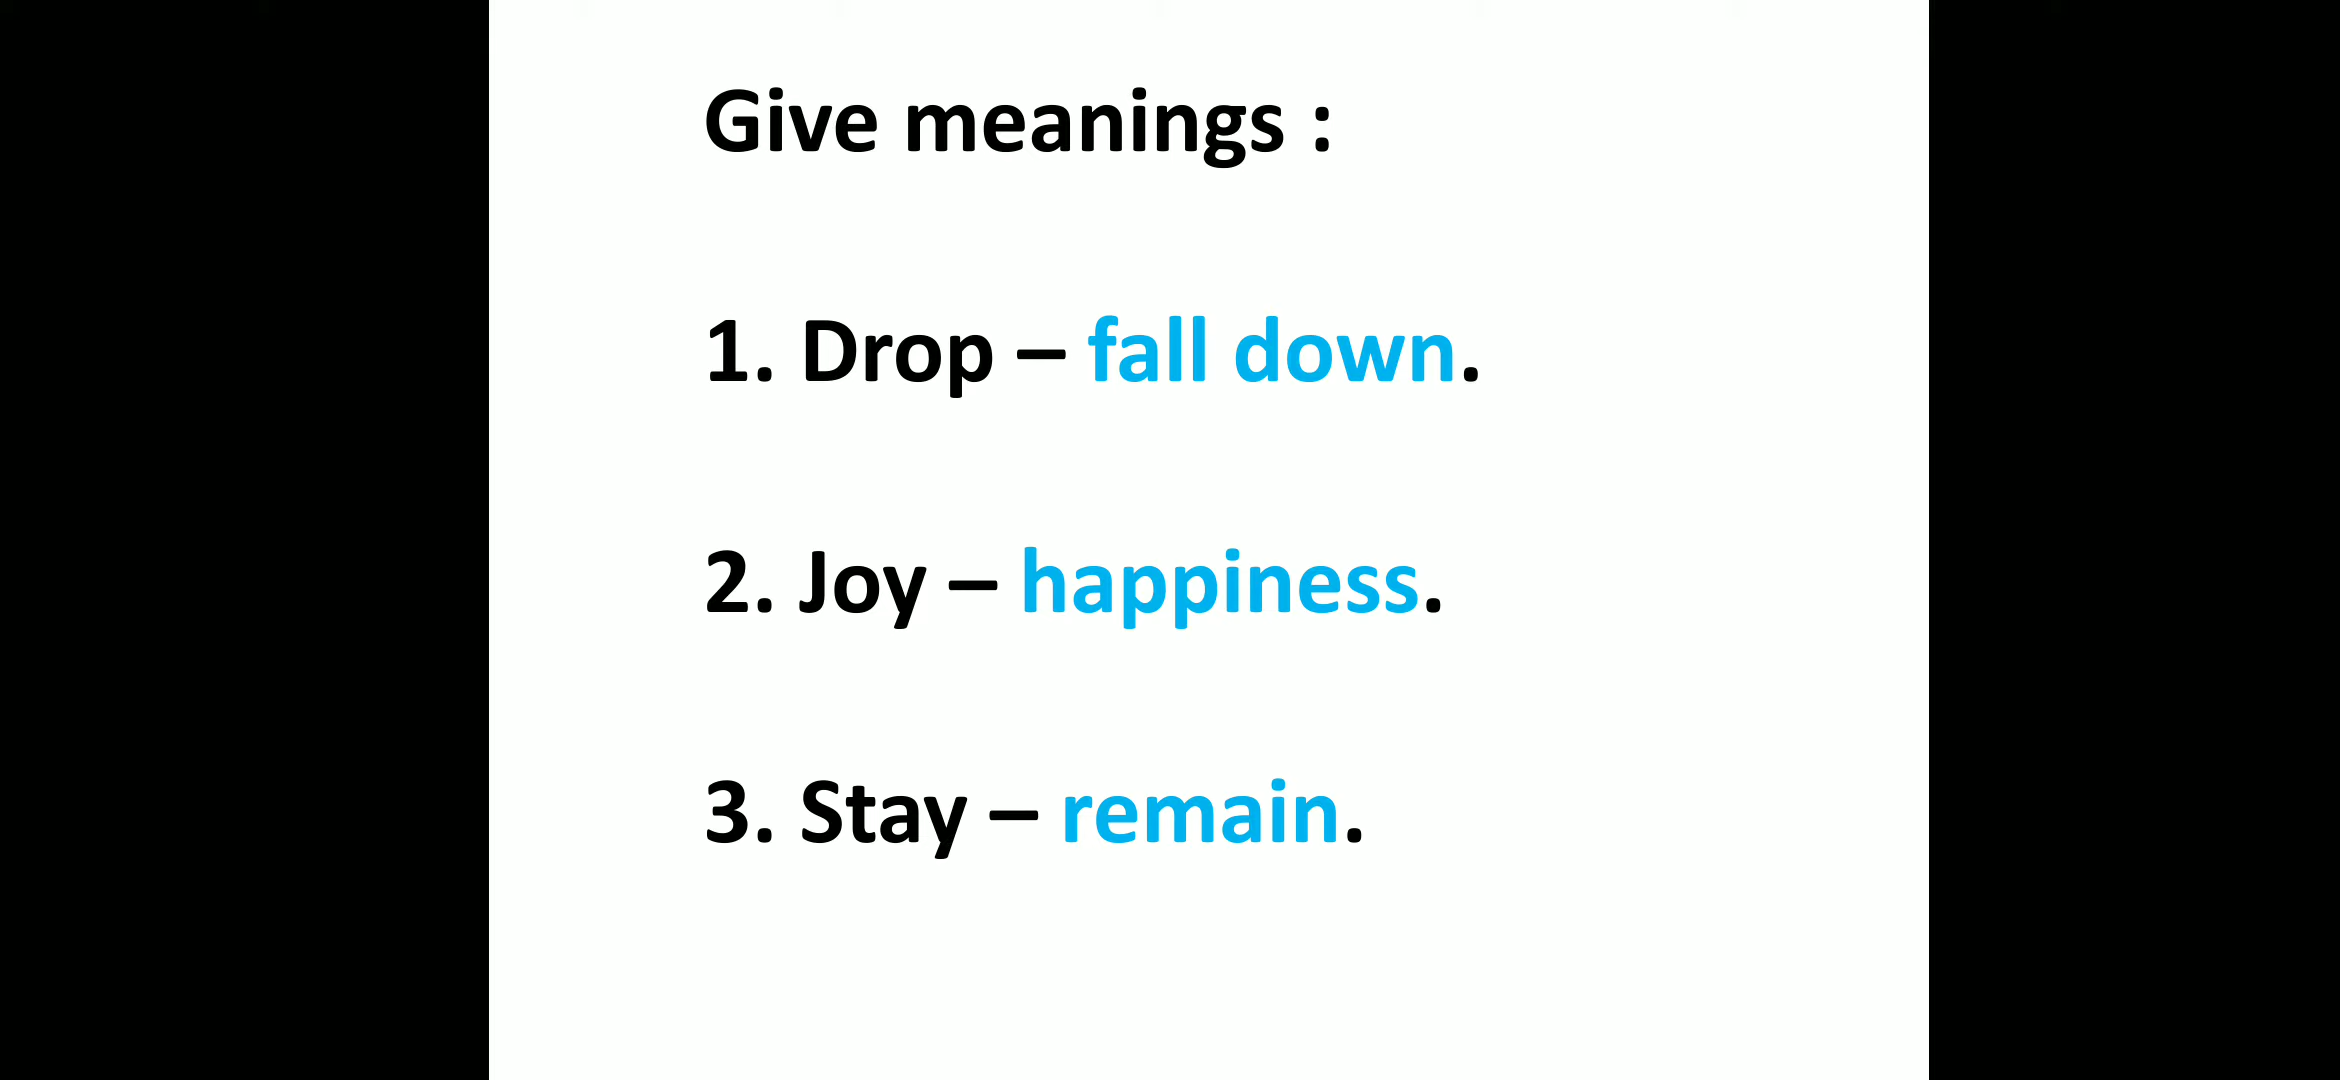 Give meanings :
1. Drop – fall down.
2. Joy – happiness.
3. Stay – remain.